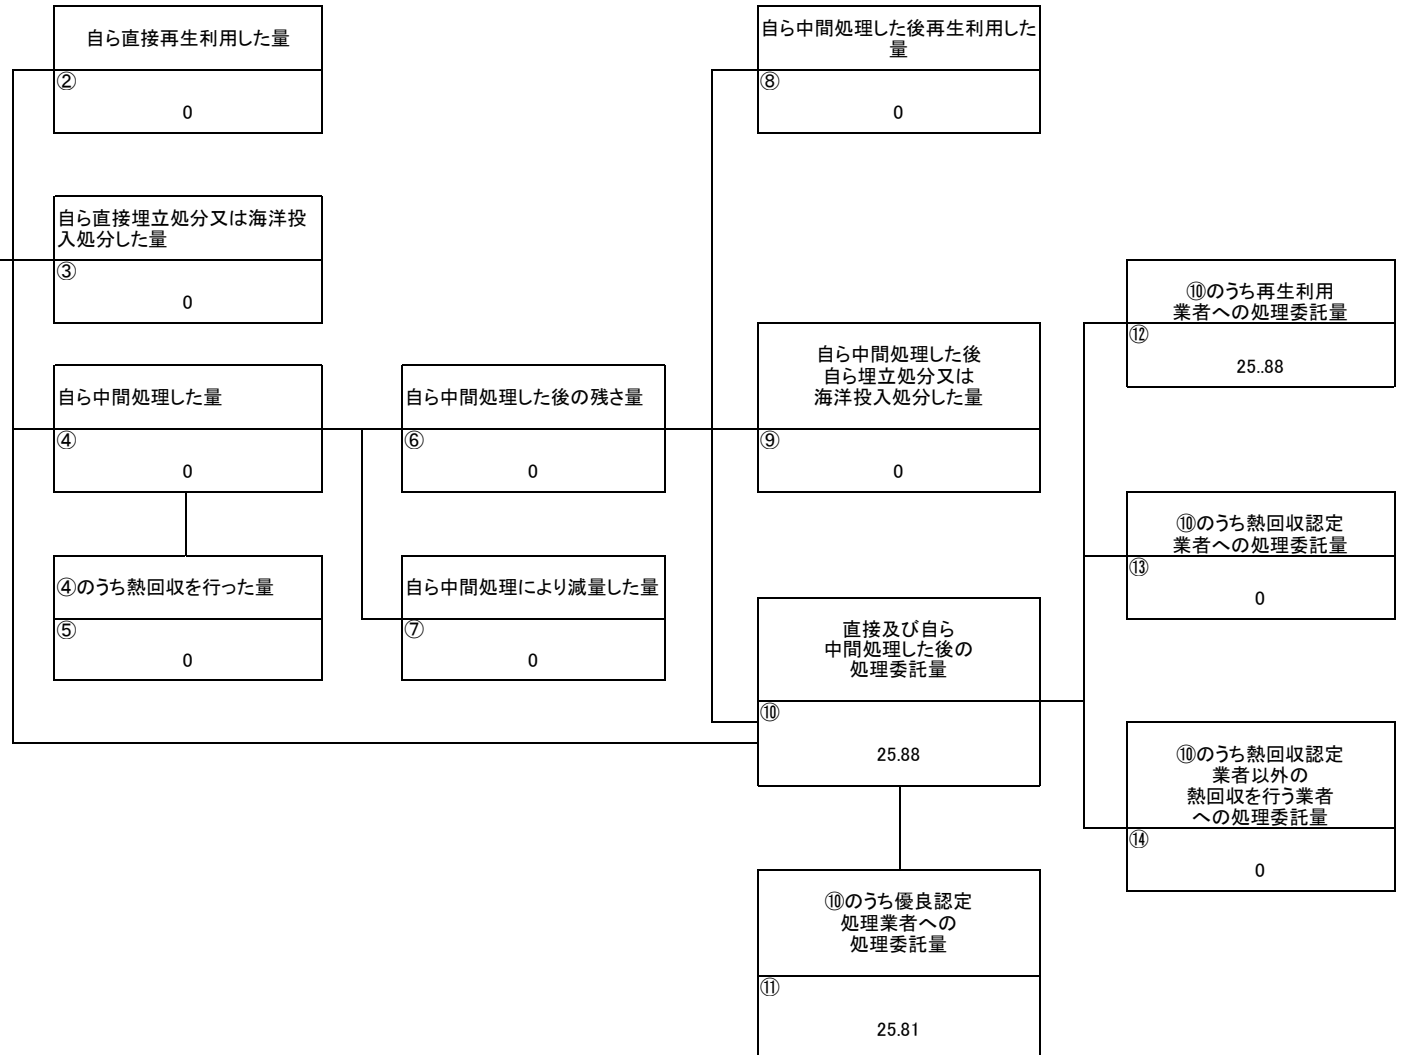 自ら直接再生利用した量
②
0
自ら直接埋立処分又は海洋投
入処分した量
③
0
自ら中間処理した量
④
0
④のうち熱回収を行った量
⑤
0
自ら中間処理した後の残さ量
⑥
0
自ら中間処理により減量した量
⑦
0
自ら中間処理した後再生利用した
量
⑧
0
自ら中間処理した後
自ら埋立処分又は
海洋投入処分した量
⑨
0
直接及び自ら
中間処理した後の
処理委託量
⑩
25.88
⑩のうち優良認定
処理業者への
処理委託量
⑪
25.81
⑩のうち再生利用
業者への処理委託量
⑫
25..88
⑩のうち熱回収認定
業者への処理委託量
⑬
0
⑩のうち熱回収認定
業者以外の
熱回収を行う業者
への処理委託量
⑭
0